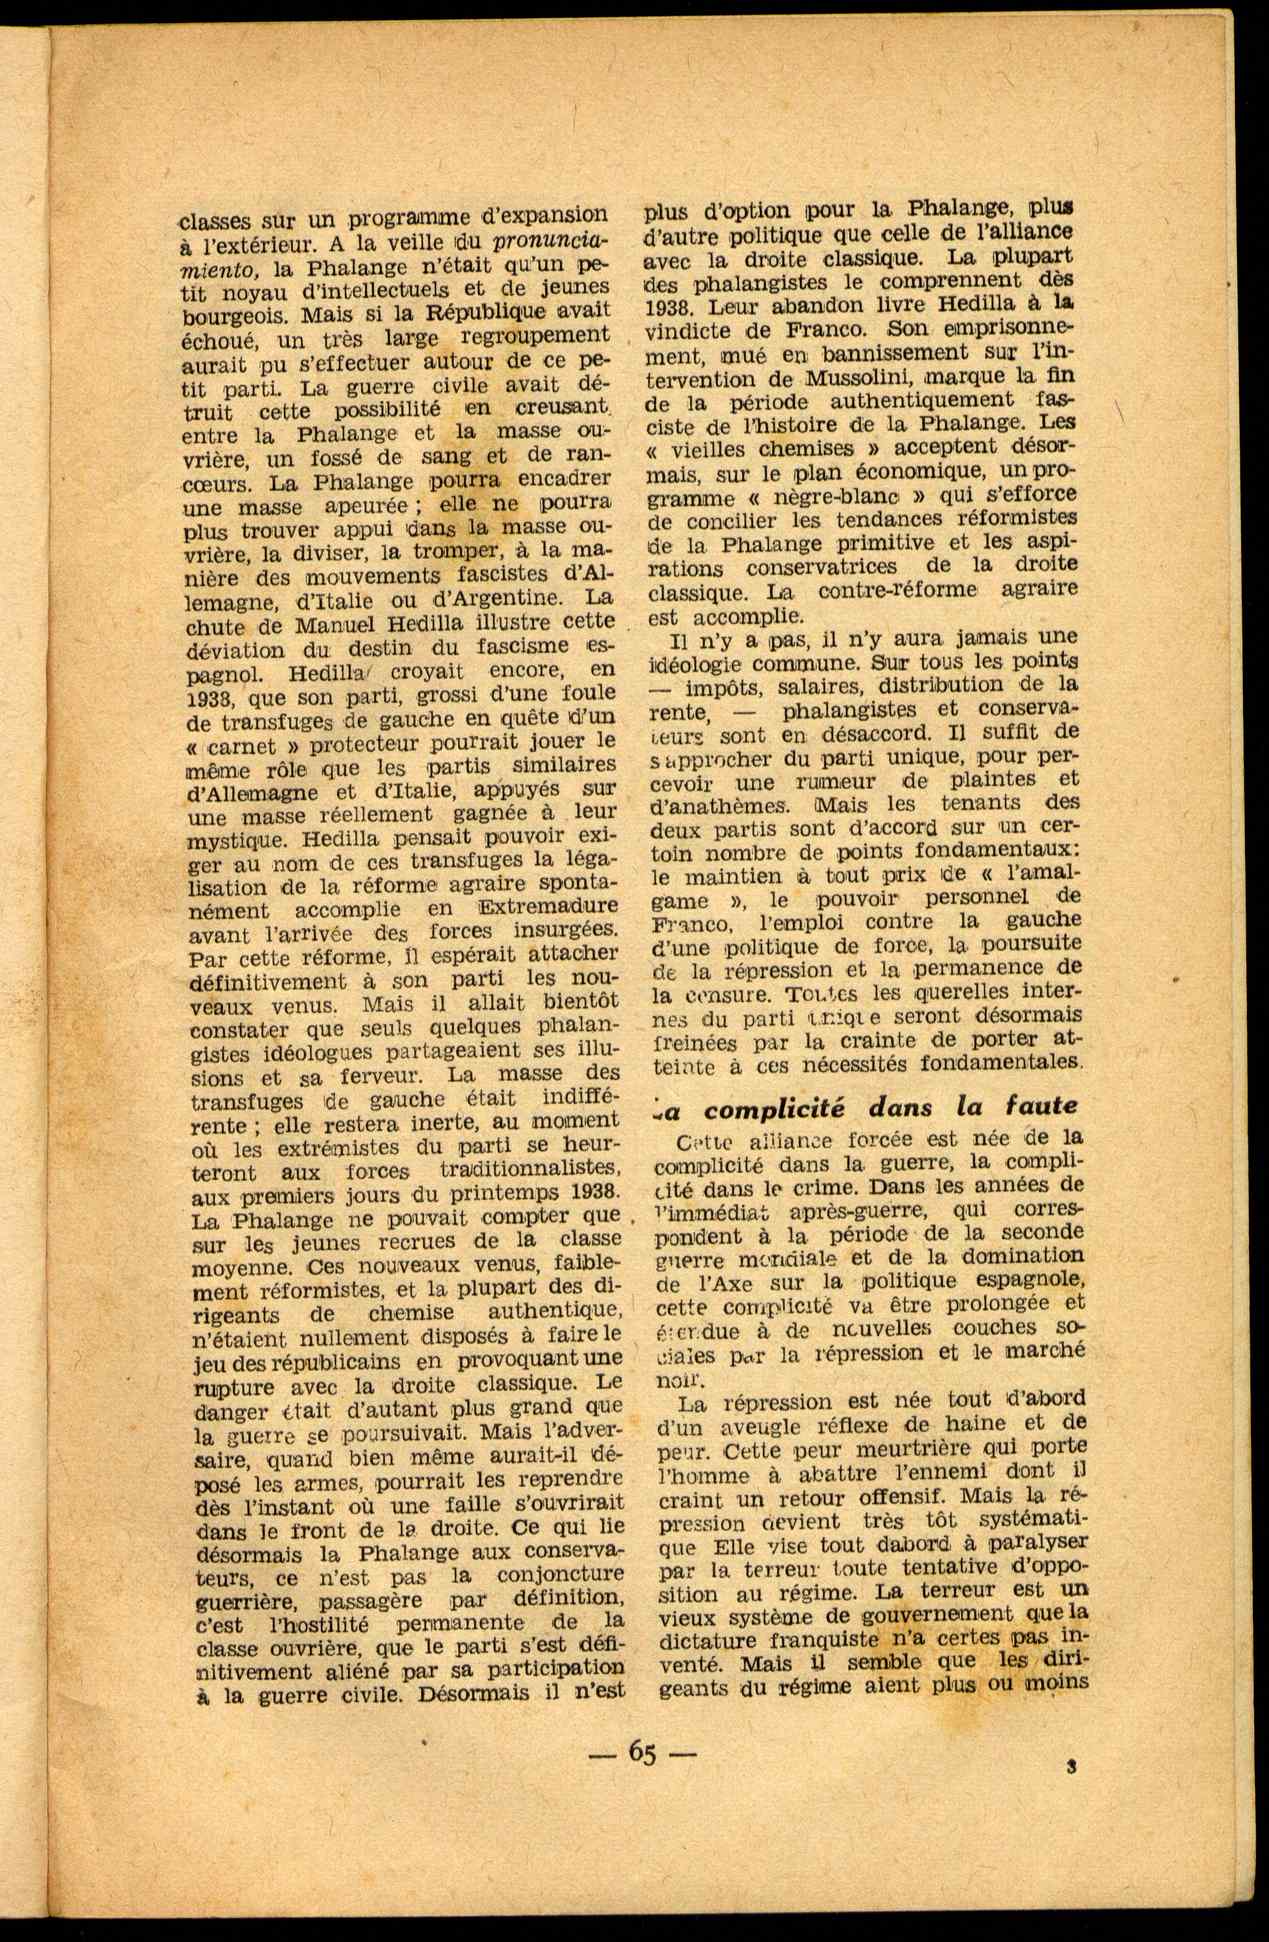 classes sur un programme d'expansion
à l'extérieur. A la veille du pronuncia-
miento, la Phalange n'était qu'un pe-
tit noyau d'intellectuels et de jeunes
bourgeois. Mais si la République avait
échoué, un très large regroupement
aurait pu s'effectuer autour de ce pe-
tit parti. La guerre civile avait dé-
truit cette possibilité en creusant
entre la Phalange et la masse ou-
vrière, un fossé de sang et de ran-
cœurs. La Phalange pourra encadrer
une masse apeurée ; elle ne pourra
plus trouver appui dans la masse ou-
vrière, la diviser, la tromper, à la ma-
nière des mouvements fascistes d'Al-
lemagne, d'Italie ou d'Argentine. La
chute de Manuel Hedilla illustre cette
déviation du destin du fascisme es-
pagnol. Hedilla croyait encore, en
1938, que son parti, grossi d'une foule
de transfuges de gauche en quête d'un
« carnet » protecteur pourrait jouer le
même rôle que les partis similaires
d'Allemagne et d'Italie, appuyés sur
une masse réellement gagnée à leur
mystique. Hedilla pensait pouvoir exi-
ger au nom de ces transfuges la léga-
lisation de la réforme agraire sponta-
nément accomplie en Extremadure
avant l'arrivée des forces insurgées.
Par cette réforme, il espérait attacher
définitivement à son parti les nou-
veaux venus. Mais il allait bientôt
constater que seuls quelques phalan-
gistes idéologues partageaient ses illu-
sions et sa ferveur. La masse des
transfuges de gauche était indiffé-
rente ; elle restera inerte, au moment
où les extrémistes du parti se heur-
teront aux forces traditionnalistes,
aux premiers jours du printemps 1938.
La Phalange ne pouvait compter que
sur les jeunes recrues de la classe
moyenne. Ces nouveaux venus, faible-
ment réformistes, et la plupart des di-
rigeants de chemise authentique,
n'étaient nullement disposés à faire le
jeu des républicains en provoquant une
rupture avec la droite classique. Le
danger était d'autant plus grand que
la guerre se poursuivait. Mais l'adver-
saire, quand bien même aurait-il dé-
posé les armes, pourrait les reprendre
dès l'instant où une faille s'ouvrirait
dans le front de la droite. Ce qui lie
désormais la Phalange aux conserva-
teurs, ce n'est pas la conjoncture
guerrière, passagère par définition,
c'est l'hostilité permanente de la
classe ouvrière, que le parti s'est défi-
nitivement aliéné par sa participation
à la guerre civile. Désormais il n'est
plus d'option pour la Phalange, plus
d'autre politique que celle de l'alliance
avec la droite classique. La plupart
des phalangistes le comprennent dès
1938. Leur abandon livre Hedilla à la
vindicte de Franco. Son emprisonne-
ment, mué en bannissement sur l'in-
tervention de Mussolini, marque la fin
de la période authentiquement fas-
ciste de l'histoire de la Phalange. Les
« vieilles chemises » acceptent désor-
mais, sur le plan économique, un pro-
gramme « nègre-blanc » qui s'efforce
de concilier les tendances réformistes
de la Phalange primitive et les aspi-
rations conservatrices de la droite
classique. La contre-réforme agraire
est accomplie.
Il n'y a pas, il n'y aura jamais une
idéologie commune. Sur tous les points
— impôts, salaires, distribution de la
rente, — phalangistes et conserva-
teurs sont en désaccord. Il suffit de
s'approcher du parti unique, pour per-
cevoir une rumeur de plaintes et
d'anathèmes. Mais les tenants des
deux partis sont d'accord sur un cer-
toin nombre de points fondamentaux:
le maintien à tout prix de « l'amal-
game », le pouvoir personnel de
Franco, l'emploi contre la gauche
d'une politique de force, la poursuite
de la répression et la permanence de
la censure. Toutes les querelles inter-
nes du parti unique seront désormais
freinées par la crainte de porter at-
teinte à ces nécessités fondamentales.
La complicité dans la faute
Cette alliance forcée est née de la
complicité dans la guerre, la compli-
cité dans le crime. Dans les années de
l'immédiat après-guerre, qui corres-
pondent à la période de la seconde
guerre mondiale et de la domination
de l'Axe sur la politique espagnole,
cette complicité va être prolongée et
étendue à de nouvelles couches so-
ciales par la répression et le marché
noir.
La répression est née tout d'abord
d'un aveugle réflexe de haine et de
peur. Cette peur meurtrière qui porte
l'homme à abattre l'ennemi dont il
craint un retour offensif. Mais la ré-
pression devient très tôt systémati-
que Elle vise tout dabord à paralyser
par la terreur toute tentative d'oppo-
sition au régime. La terreur est un
vieux système de gouvernement que la
dictature franquiste n'a certes pas in-
venté. Mais il semble que les diri-
geants du régime aient plus ou moins
— 65 —
3